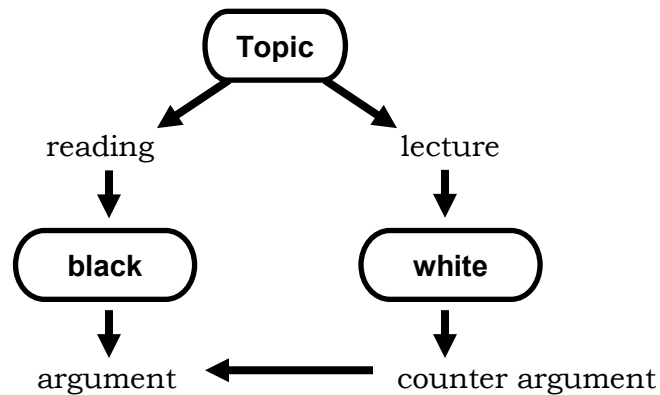 Topic
reading lecture
black white
argument counter argument